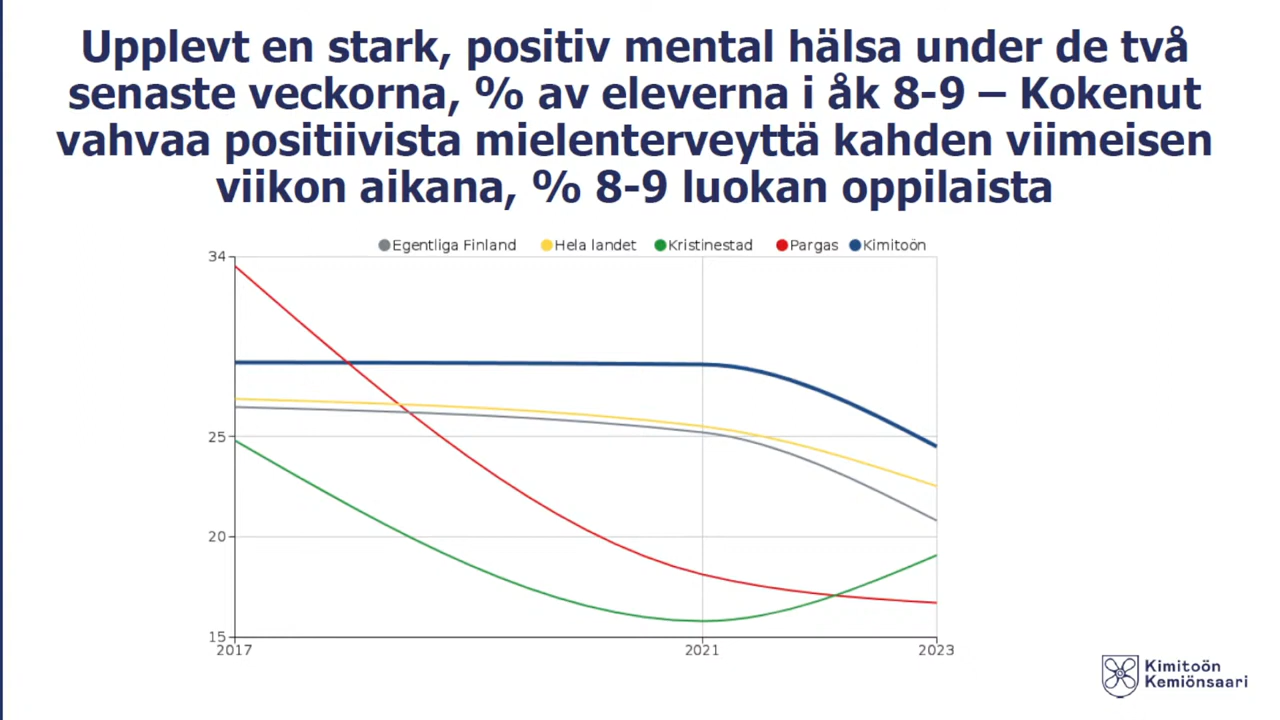 Upplevt en stark, positiv mental hälsa under de två
senaste veckorna, % av eleverna i åk 8-9 – Kokenut
vahvaa positiivista mielenterveyttä kahden viimeisen
viikon aikana, % 8-9 luokan oppilaista
Egentliga Finland Hela landet Kristinestad Pargas Kimitoön
34
25
20
15
2017 2021 2023
Kimitoön
Kemiönsaari